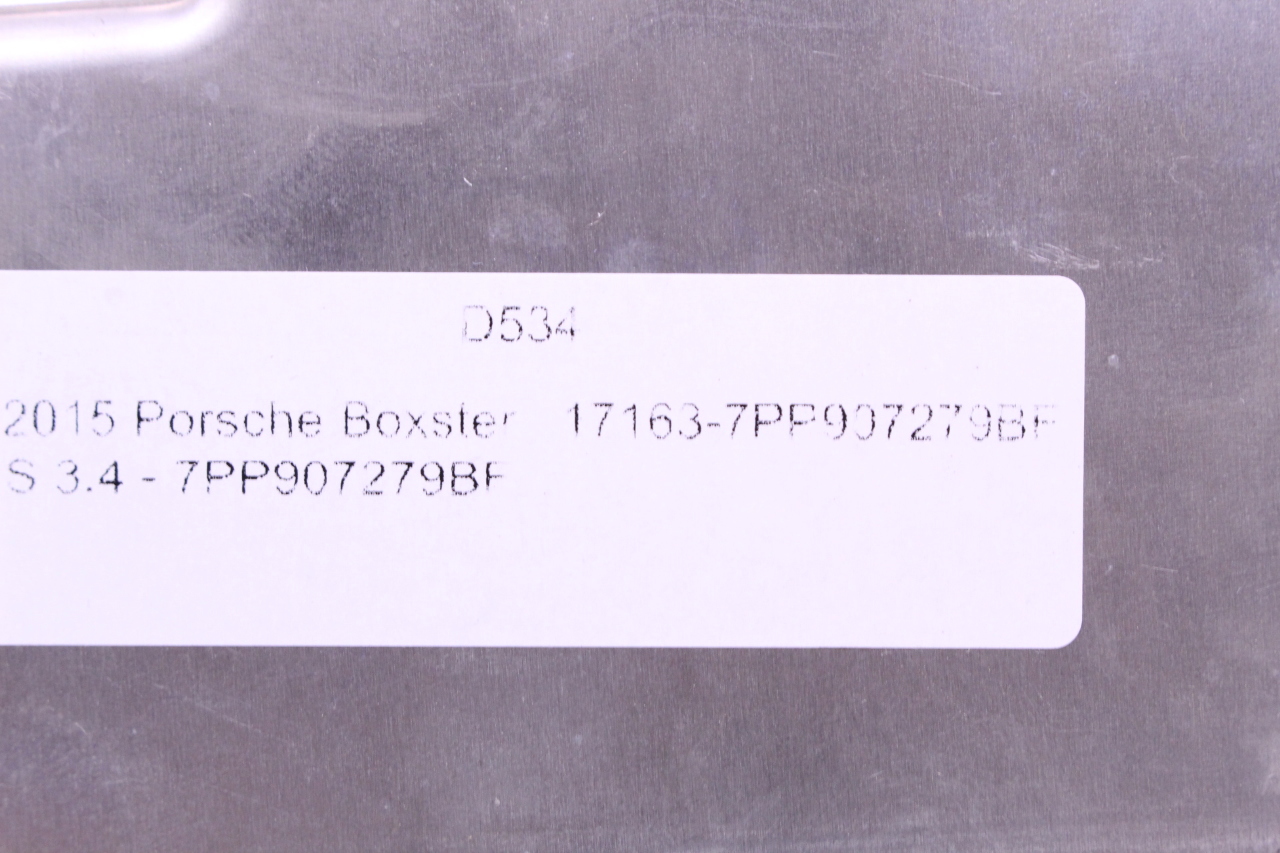 D534
2015 Porsche Boxster 17163-7PP907279BF
S 3.4 - 7PP907279BF